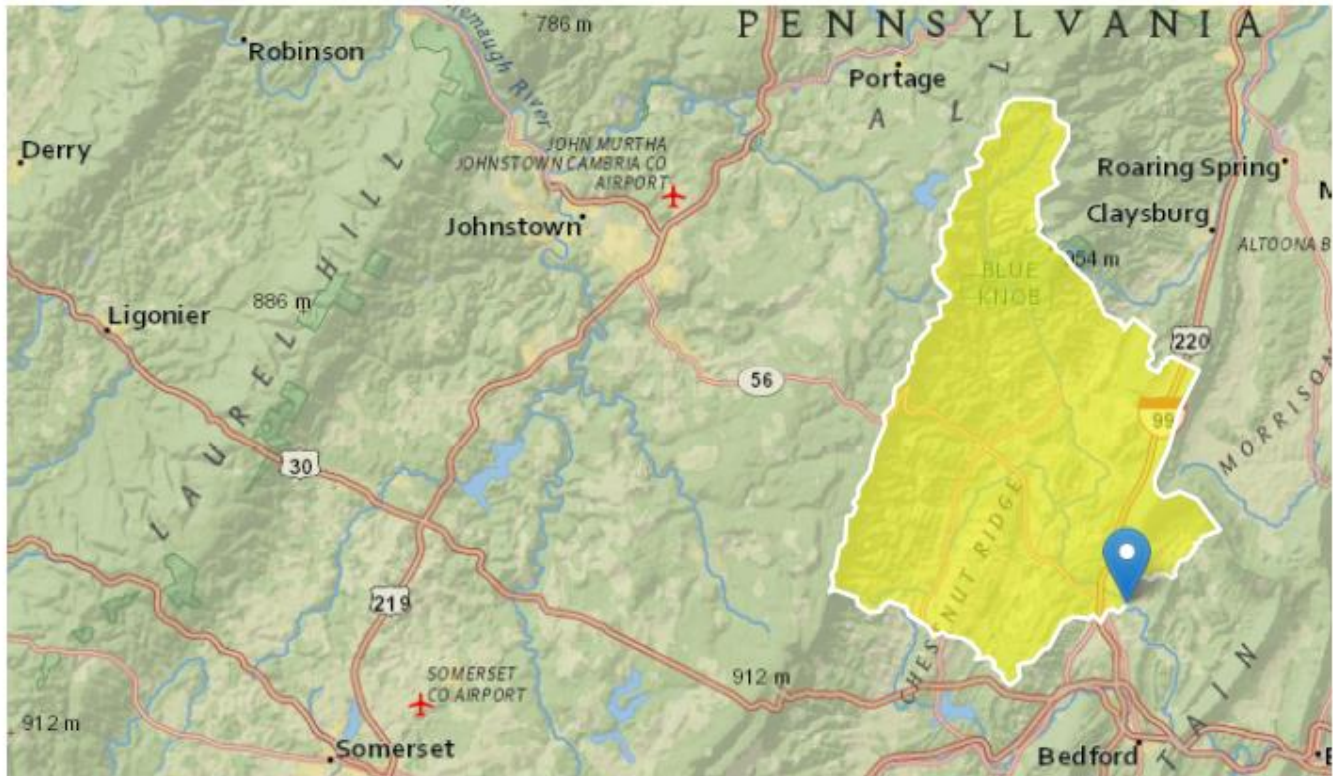 PENNSYLVANIA
786 m
Robinson
Portage
Conemaugh River
ALL
Derry
JOHN MURTHA
JOHNSTOWN CAMBRIA CO
AIRPORT
Roaring Spring
M
Claysburg
Johnstown
ALTOONA B
954 m
BLUE
KNOB
886 m
LAUREL HILL
Ligonier
220
56
99
MORRISON
30
CHESTNUT RIDGE
219
SOMERSET
CO AIRPORT
912 m
912 m
TAIN
Somerset
Bedford